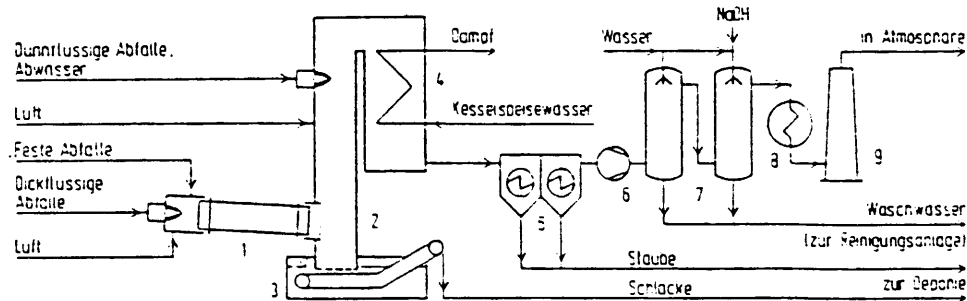 Dünnflüssige Abfälle,
Abwässer
Luft
Feste Abfälle
Dickflüssige
Abfälle
Luft
1
2
3
Dampf
4
Kesselspeisewasser
5
6
Wasser
NaOH
7
8
in Atmosphäre
9
Waschwasser
(zur Reinigungsanlage)
Stäube
Schlacke
zur Deponie